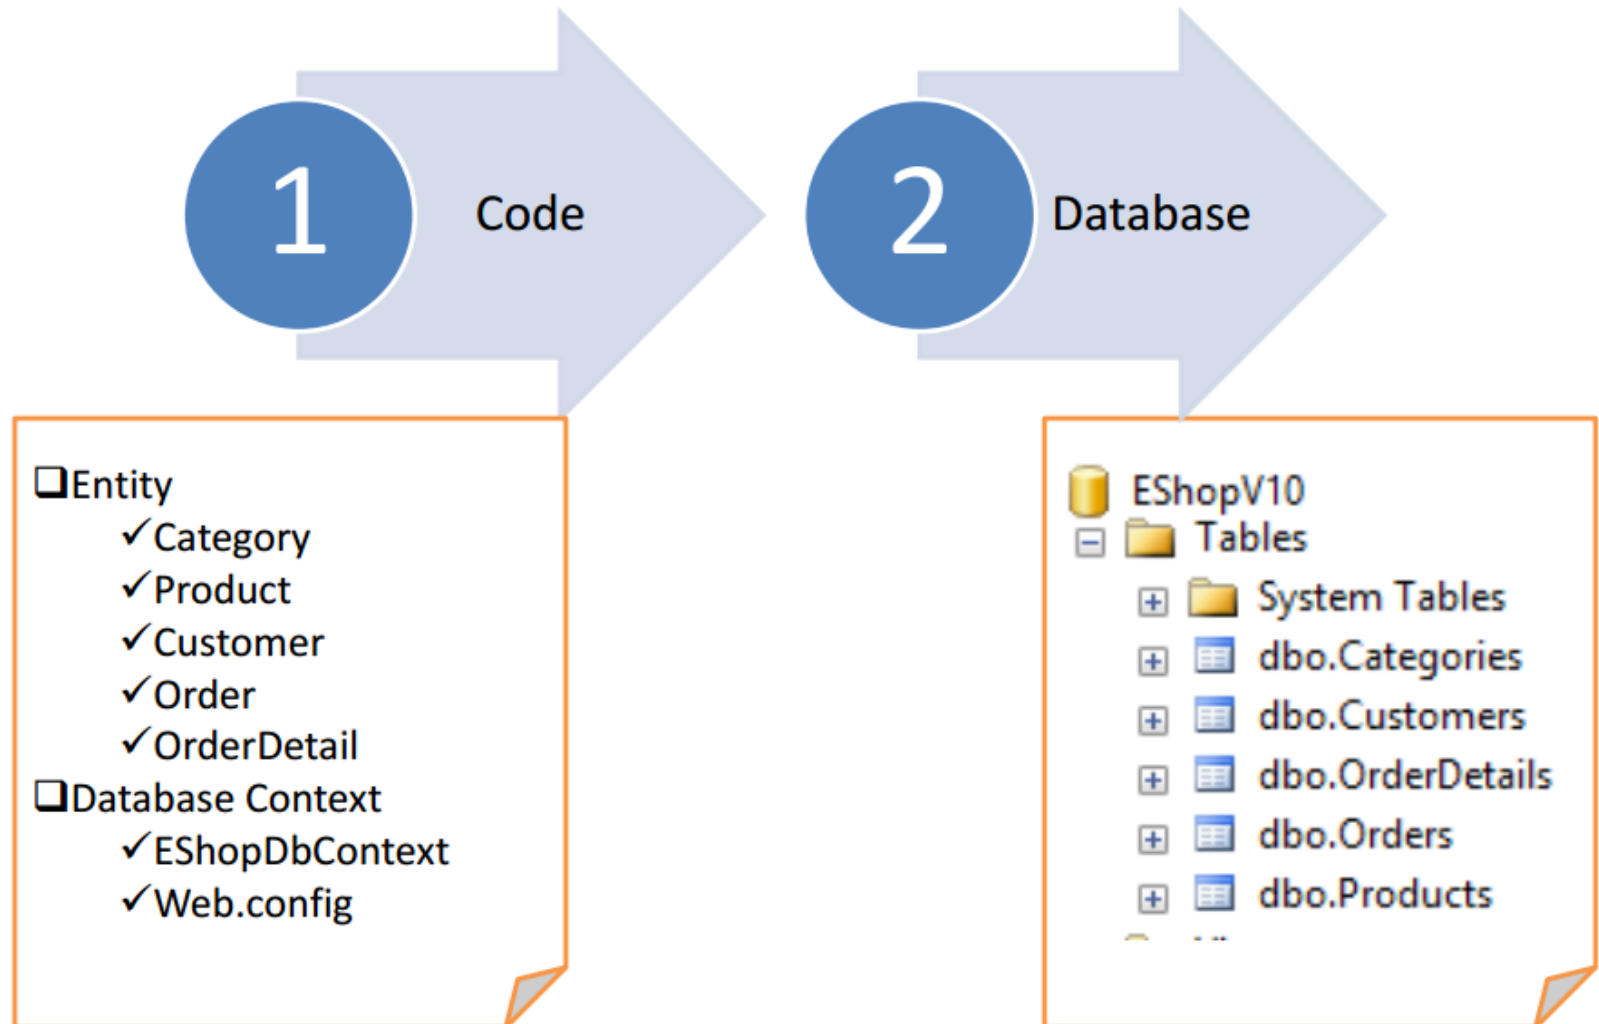 1
Code
2
Database
❑Entity
✓Category
✓Product
✓Customer
✓Order
✓OrderDetail
❑Database Context
✓EShopDbContext
✓Web.config
EShopV10
Tables
System Tables
dbo.Categories
dbo.Customers
dbo.OrderDetails
dbo.Orders
dbo.Products